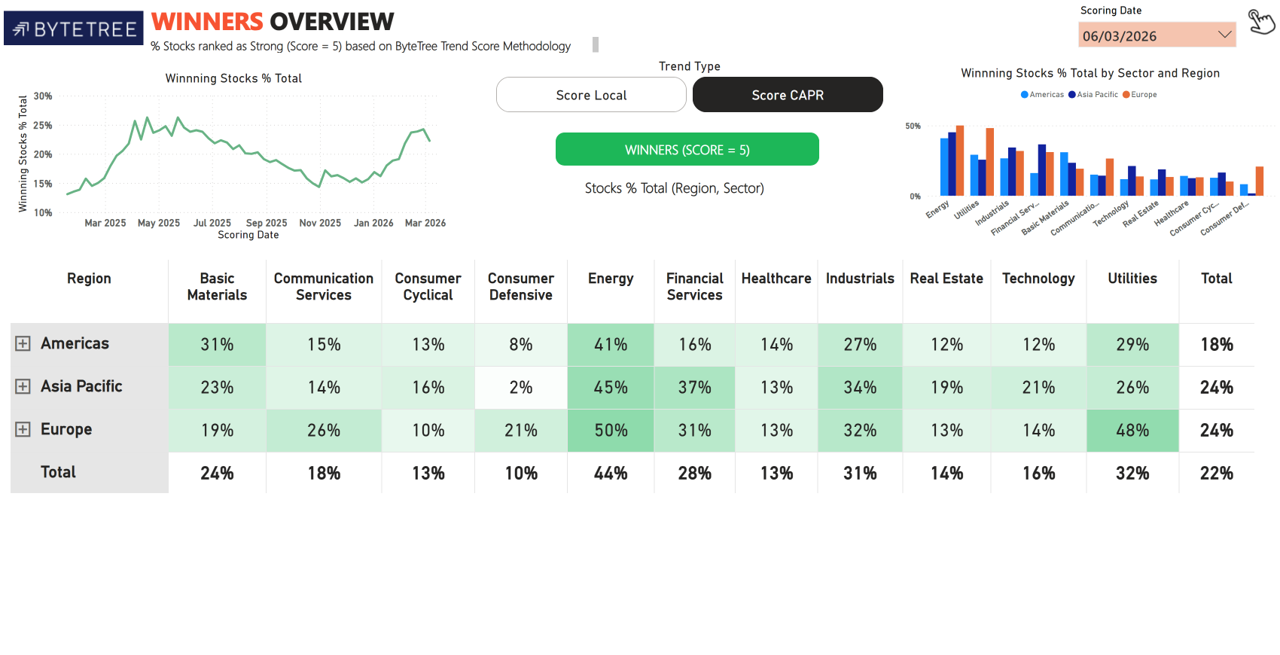 BYTETREE
WINNERS OVERVIEW
% Stocks ranked as Strong (Score = 5) based on ByteTree Trend Score Methodology
Scoring Date
06/03/2026
Winnning Stocks % Total
Winnning Stocks % Total
30%
25%
20%
15%
10%
Mar 2025 May 2025 Jul 2025 Sep 2025 Nov 2025 Jan 2026 Mar 2026
Scoring Date
Trend Type
Score Local
Score CAPR
WINNERS (SCORE = 5)
Stocks % Total (Region, Sector)
Winnning Stocks % Total by Sector and Region
Americas Asia Pacific Europe
50%
0%
Energy
Utilities
Industrials
Financial Serv...
Basic Materials
Communicatio...
Technology
Real Estate
Healthcare
Consumer Cyc...
Consumer Def...
Region Basic Materials Communication Services Consumer Cyclical Consumer Defensive Energy Financial Services Healthcare Industrials Real Estate Technology Utilities Total
Americas 31% 15% 13% 8% 41% 16% 14% 27% 12% 12% 29% 18%
Asia Pacific 23% 14% 16% 2% 45% 37% 13% 34% 19% 21% 26% 24%
Europe 19% 26% 10% 21% 50% 31% 13% 32% 13% 14% 48% 24%
Total 24% 18% 13% 10% 44% 28% 13% 31% 14% 16% 32% 22%